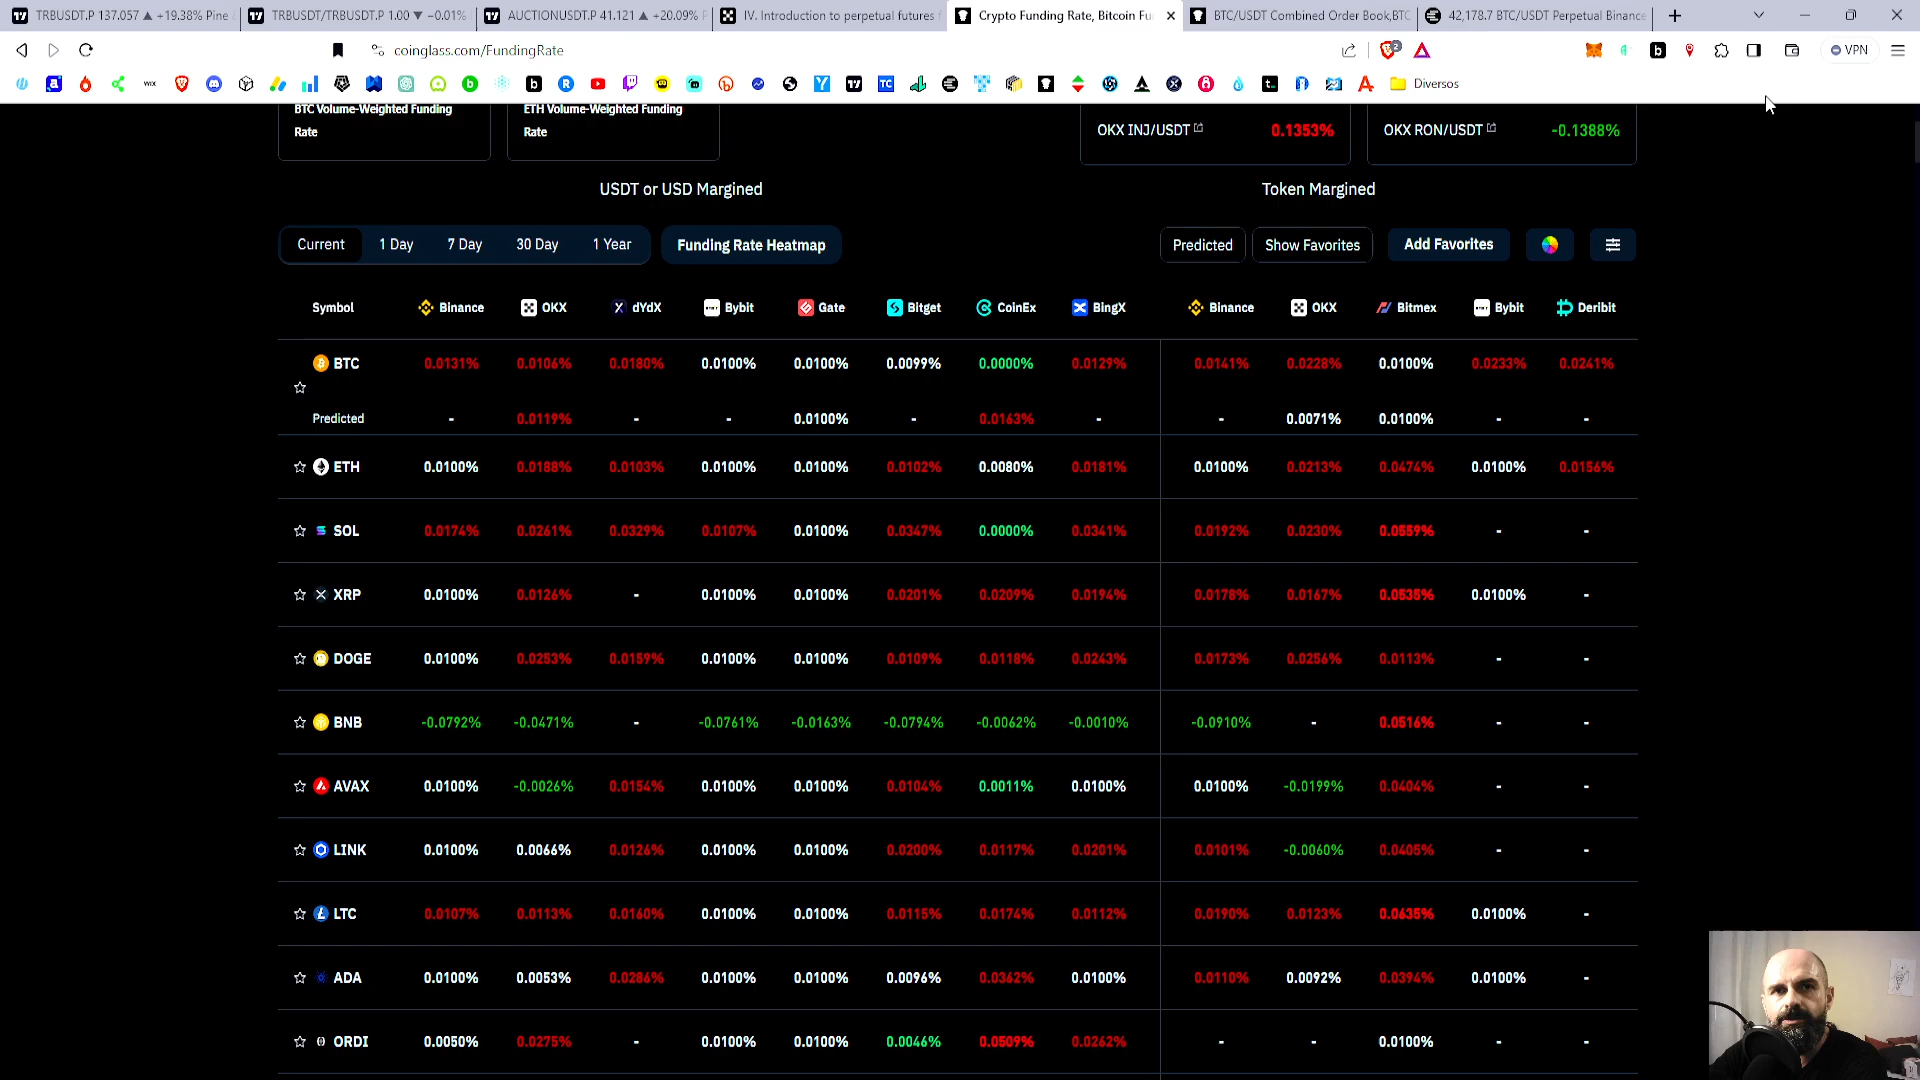 TRBUSDT.P 137.057 ▲ +19.38% Pine
TRBUSDT/TRBUSDT.P 1.00 ▼ −0.01%
AUCTIONUSDT.P 41.121 ▲ +20.09%
IV. Introduction to perpetual futures
Crypto Funding Rate, Bitcoin Fu
BTC/USDT Combined Order Book,BTC
42,178.7 BTC/USDT Perpetual Binance
coinglass.com/FundingRate
2
VPN
Diversos
BTC Volume-Weighted Funding
Rate
ETH Volume-Weighted Funding
Rate
OKX INJ/USDT 0.1353%
OKX RON/USDT -0.1388%
USDT or USD Margined
Token Margined
Current 1 Day 7 Day 30 Day 1 Year Funding Rate Heatmap
Predicted Show Favorites Add Favorites
Symbol Binance OKX dYdX Bybit Gate Bitget CoinEx BingX Binance OKX Bitmex Bybit Deribit
BTC 0.0131% 0.0106% 0.0180% 0.0100% 0.0100% 0.0099% 0.0000% 0.0129% 0.0141% 0.0228% 0.0100% 0.0233% 0.0241%
Predicted - 0.0119% - - 0.0100% - 0.0163% - - 0.0071% 0.0100% - -
ETH 0.0100% 0.0188% 0.0103% 0.0100% 0.0100% 0.0102% 0.0080% 0.0181% 0.0100% 0.0213% 0.0474% 0.0100% 0.0156%
SOL 0.0174% 0.0261% 0.0329% 0.0107% 0.0100% 0.0347% 0.0000% 0.0341% 0.0192% 0.0230% 0.0559% - -
XRP 0.0100% 0.0126% - 0.0100% 0.0100% 0.0201% 0.0209% 0.0194% 0.0178% 0.0167% 0.0535% 0.0100% -
DOGE 0.0100% 0.0253% 0.0159% 0.0100% 0.0100% 0.0109% 0.0118% 0.0243% 0.0173% 0.0256% 0.0113% - -
BNB -0.0792% -0.0471% - -0.0761% -0.0163% -0.0794% -0.0062% -0.0010% -0.0910% - 0.0516% - -
AVAX 0.0100% -0.0026% 0.0154% 0.0100% 0.0100% 0.0104% 0.0011% 0.0100% 0.0100% -0.0199% 0.0404% - -
LINK 0.0100% 0.0066% 0.0126% 0.0100% 0.0100% 0.0200% 0.0117% 0.0201% 0.0101% -0.0060% 0.0405% - -
LTC 0.0107% 0.0113% 0.0160% 0.0100% 0.0100% 0.0115% 0.0174% 0.0112% 0.0190% 0.0123% 0.0635% 0.0100% -
ADA 0.0100% 0.0053% 0.0286% 0.0100% 0.0100% 0.0096% 0.0362% 0.0100% 0.0110% 0.0092% 0.0394% 0.0100% -
ORDI 0.0050% 0.0275% - 0.0100% 0.0100% 0.0046% 0.0509% 0.0262% - - 0.0100% - -